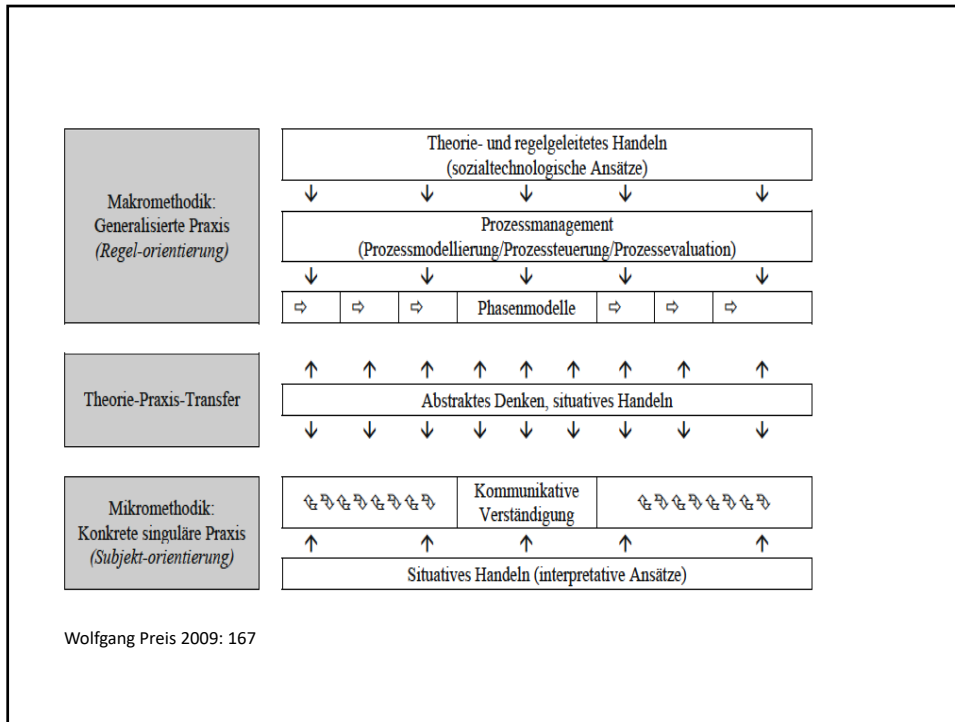 Makromethodik:
Generalisierte Praxis
(Regel-orientierung)
Theorie- und regelgeleitetes Handeln
(sozialtechnologische Ansätze)
Prozessmanagement
(Prozessmodellierung/Prozessteuerung/Prozessevaluation)
Phasenmodelle
Theorie-Praxis-Transfer
Abstraktes Denken, situatives Handeln
Mikromethodik:
Konkrete singuläre Praxis
(Subjekt-orientierung)
Kommunikative
Verständigung
Situatives Handeln (interpretative Ansätze)
Wolfgang Preis 2009: 167